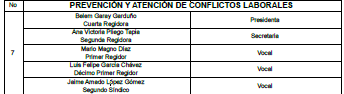 No PREVENCIÓN Y ATENCIÓN DE CONFLICTOS LABORALES
Belem Garay Garduño
Cuarta Regidora
Presidenta
Ana Victoria Pliego Tapia
Segunda Regidora
Secretaria
7
Mario Magno Díaz
Primer Regidor
Vocal
Luis Felipe García Chávez
Décimo Primer Regidor
Vocal
Jaime Amado López Gómez
Segundo Síndico
Vocal